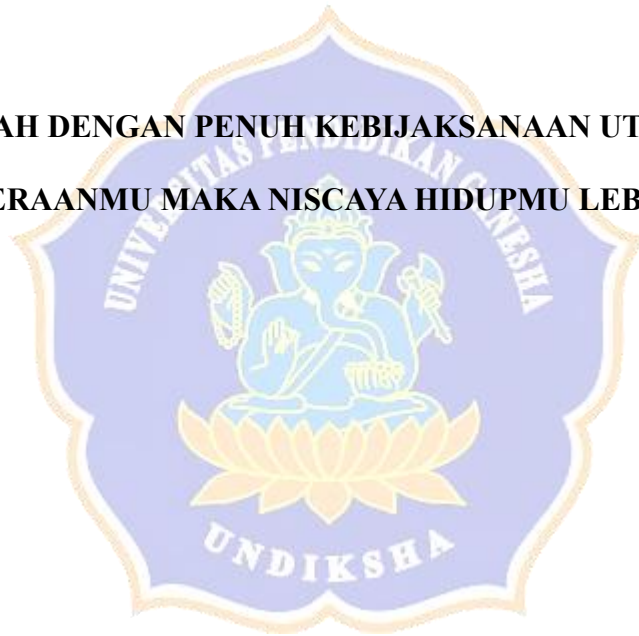 AH DENGAN PENUH KEBIJAKSANAAN UT
ERAANMU MAKA NISCAYA HIDUPMU LEB
UNIVERSITAS PENDIDIKAN GANESHA
UNDIKSHA